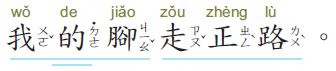 wǒ de jiāo zǒu zhèng lù
我ㄨㄛˇ的˙ㄉㄜ腳ㄐㄧㄠˇ走ㄗㄡˇ正ㄓㄥˋ路ㄌㄨˋ。